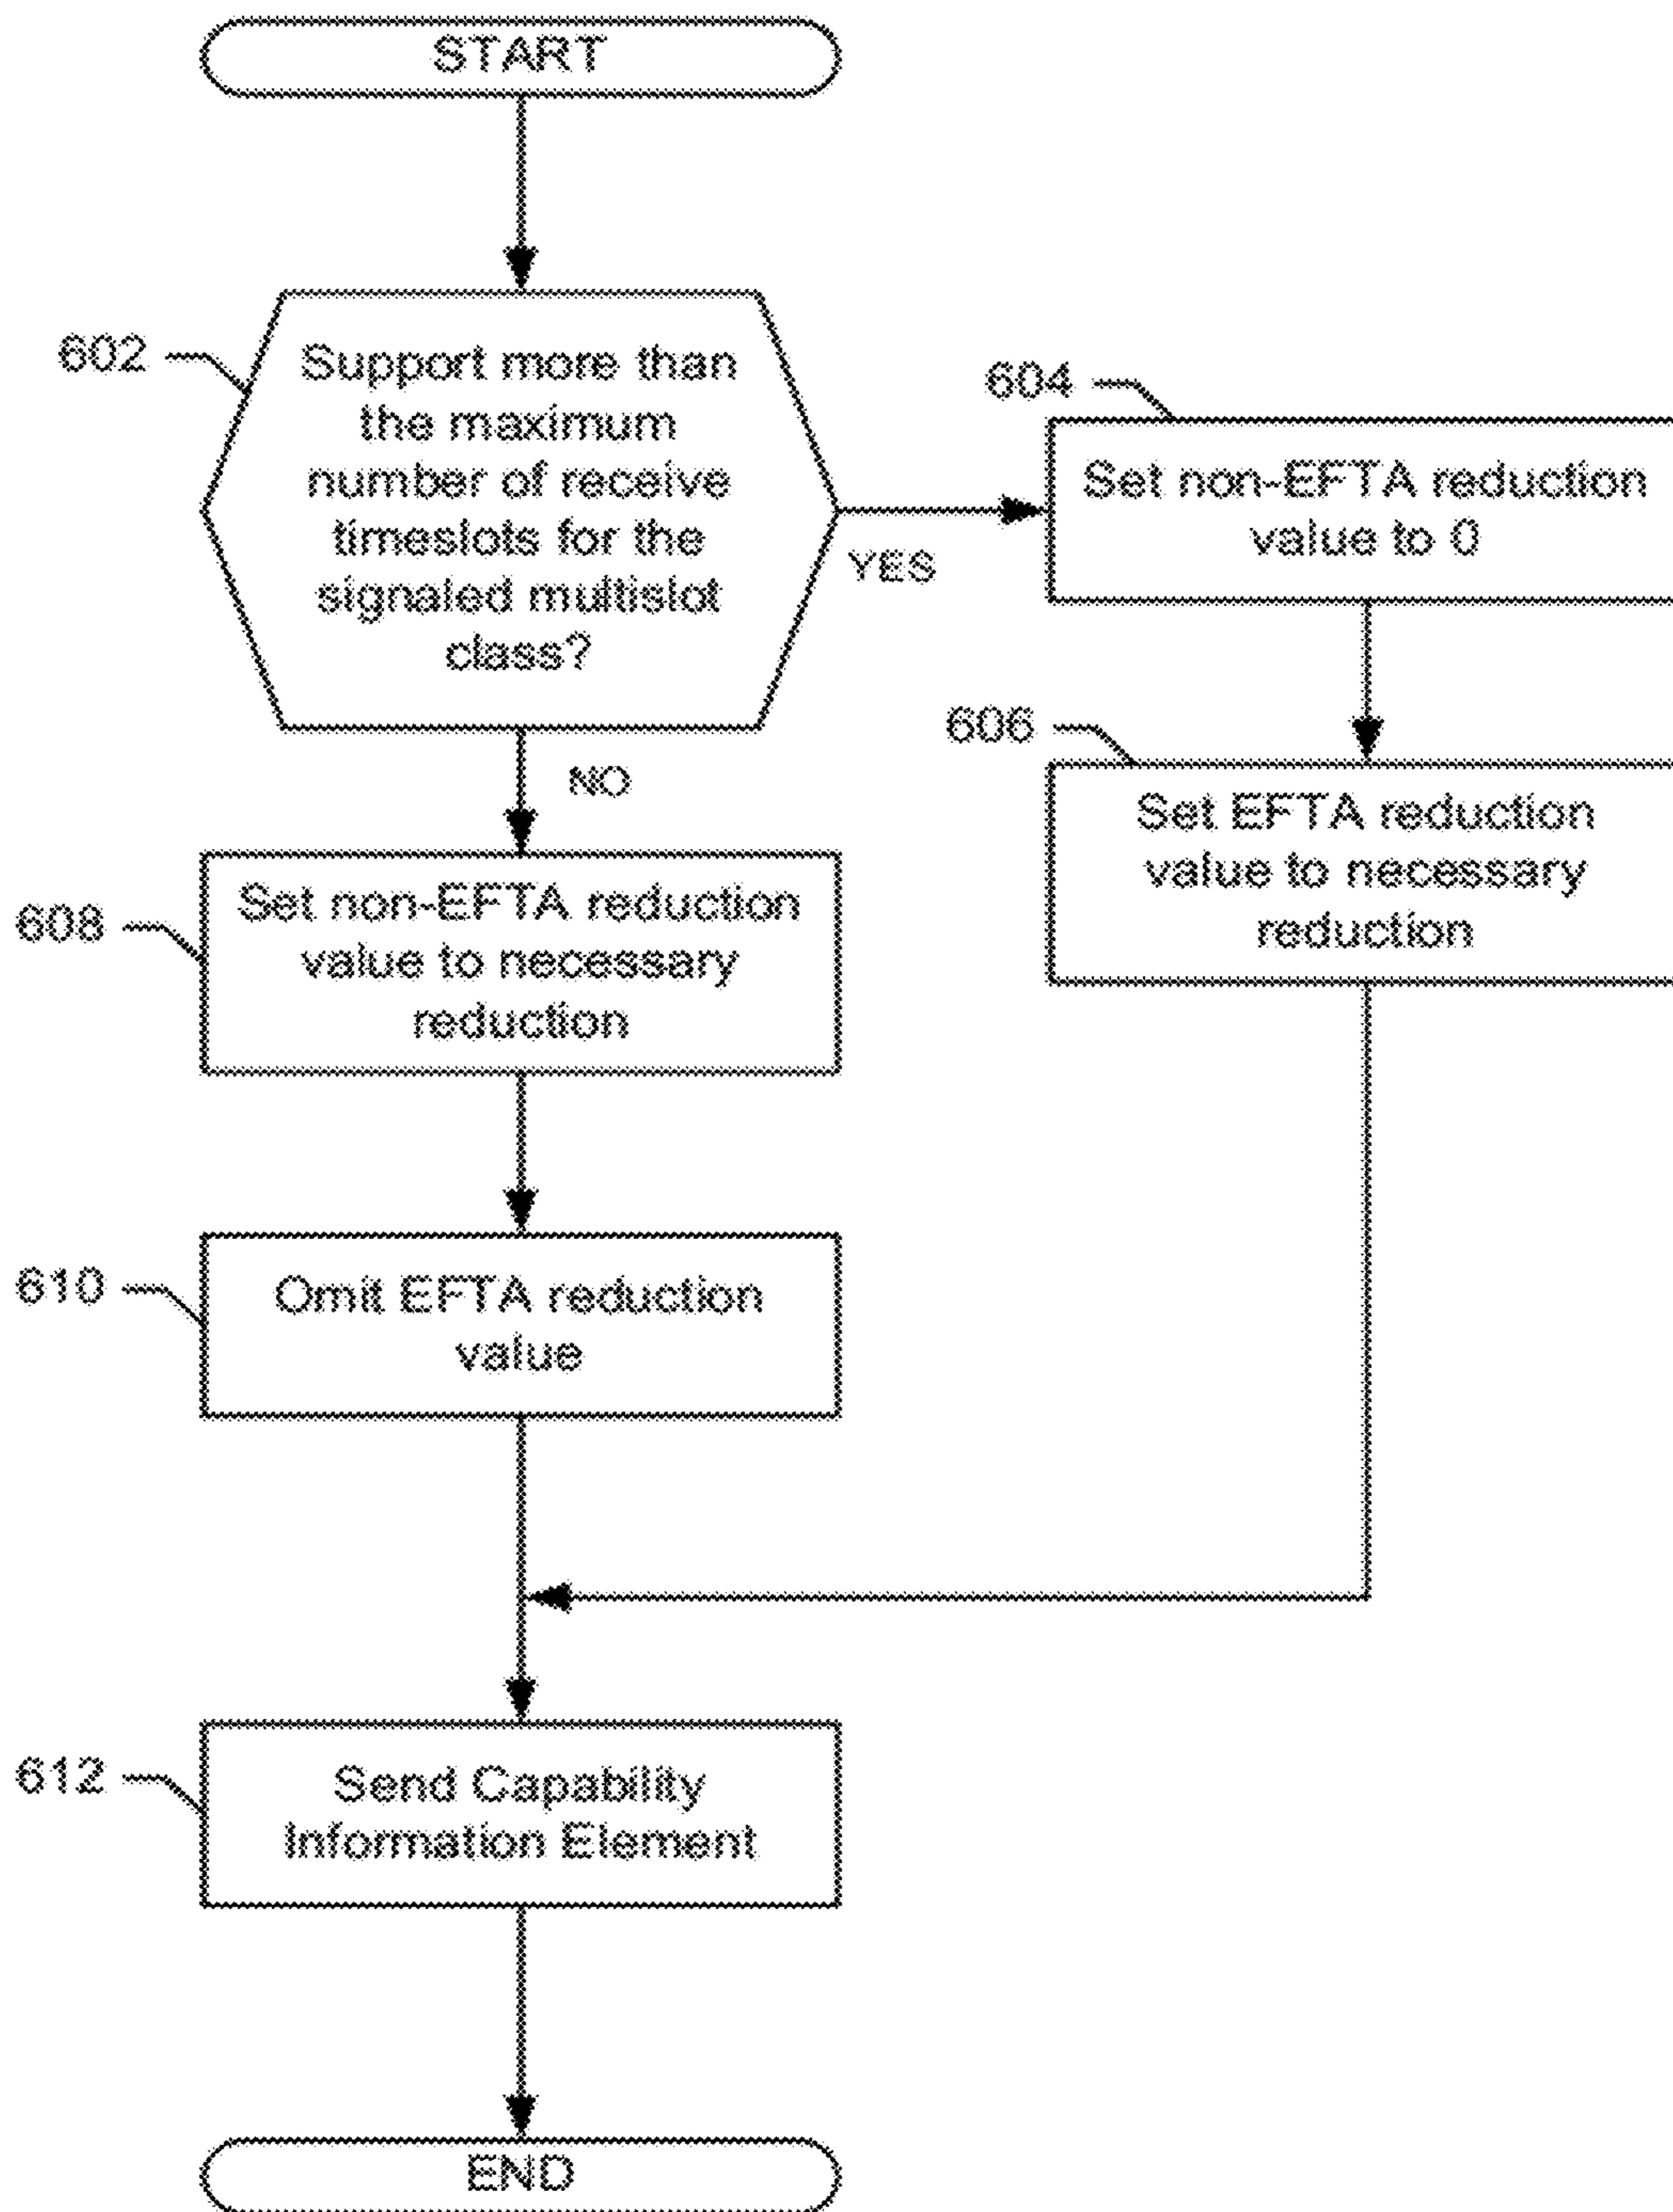 START
602
Support more than
the maximum
number of receive
timeslots for the
signaled multislot
class?
YES
604
Set non-EFTA reduction
value to 0
606
Set EFTA reduction
value to necessary
reduction
NO
608
Set non-EFTA reduction
value to necessary
reduction
610
Omit EFTA reduction
value
612
Send Capability
Information Element
END